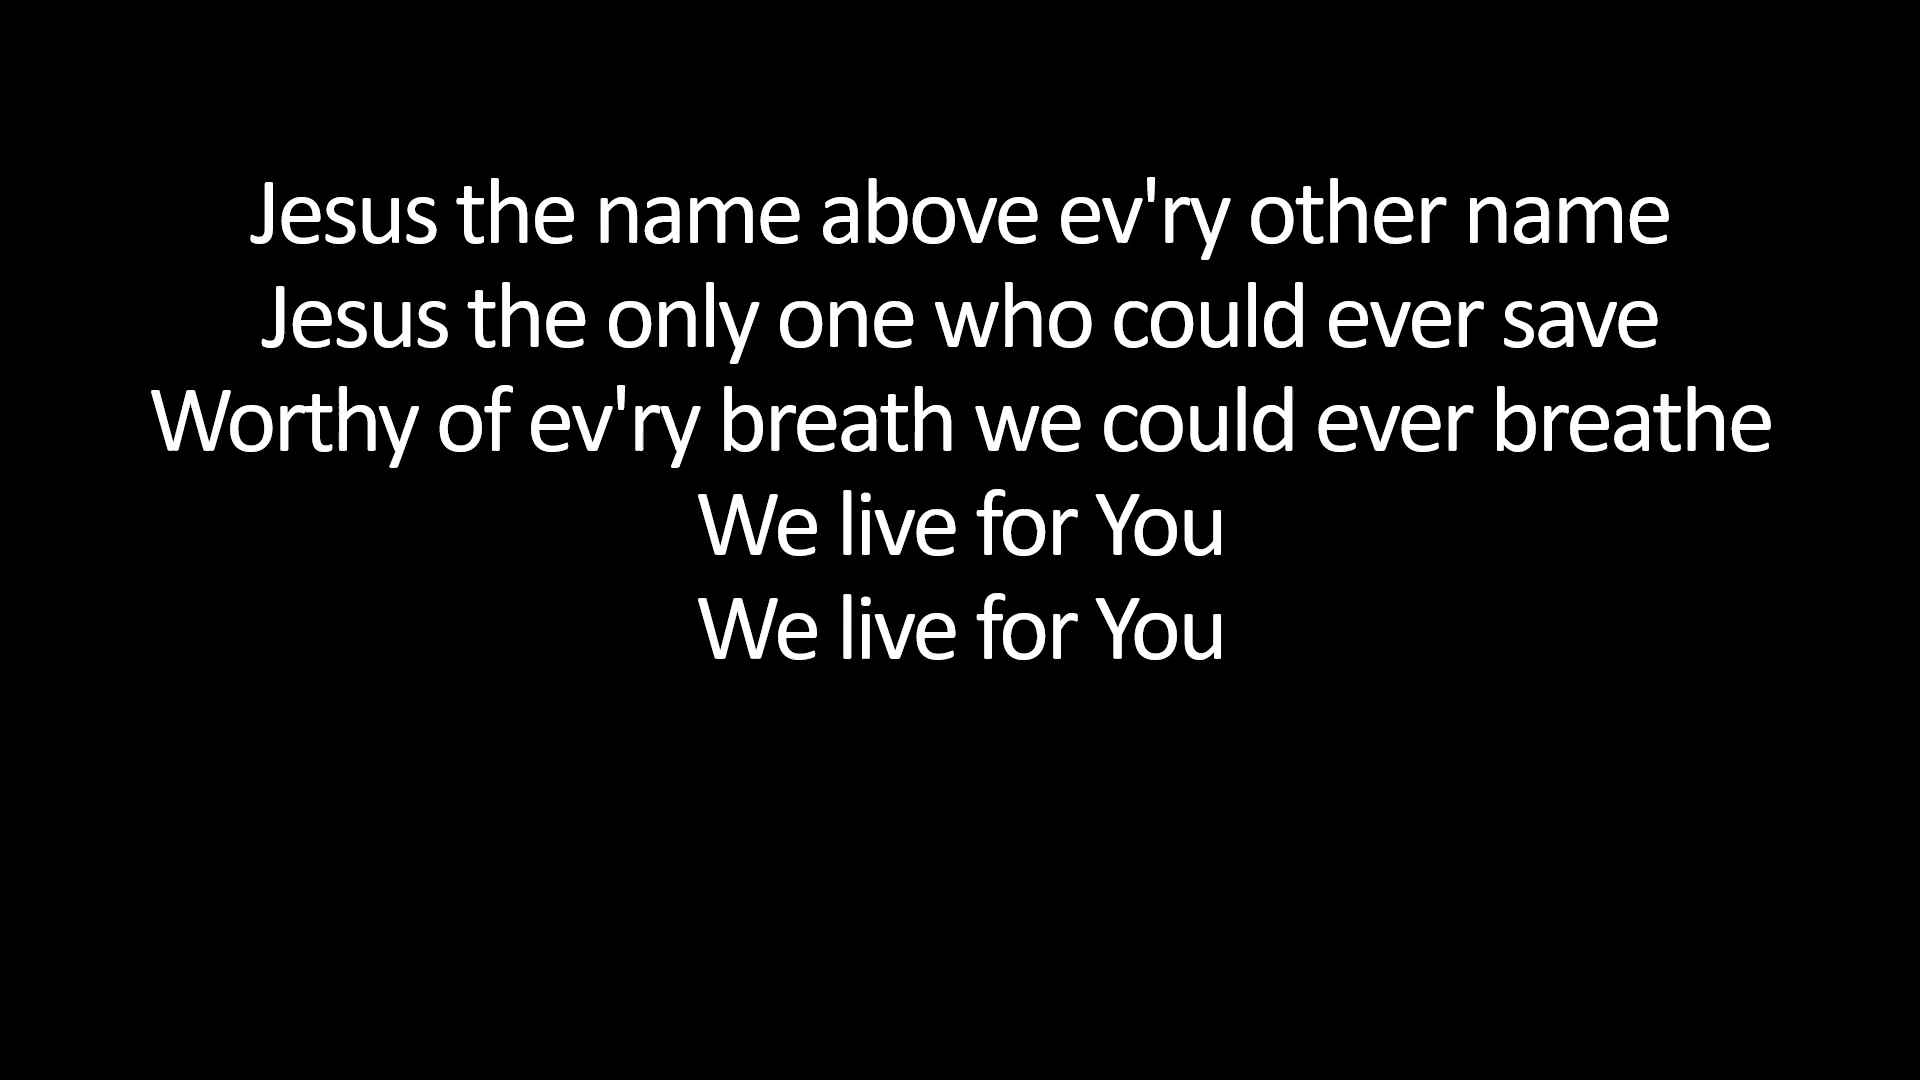 Jesus the name above ev'ry other name
Jesus the only one who could ever save
Worthy of ev'ry breath we could ever breathe
We live for You
We live for You